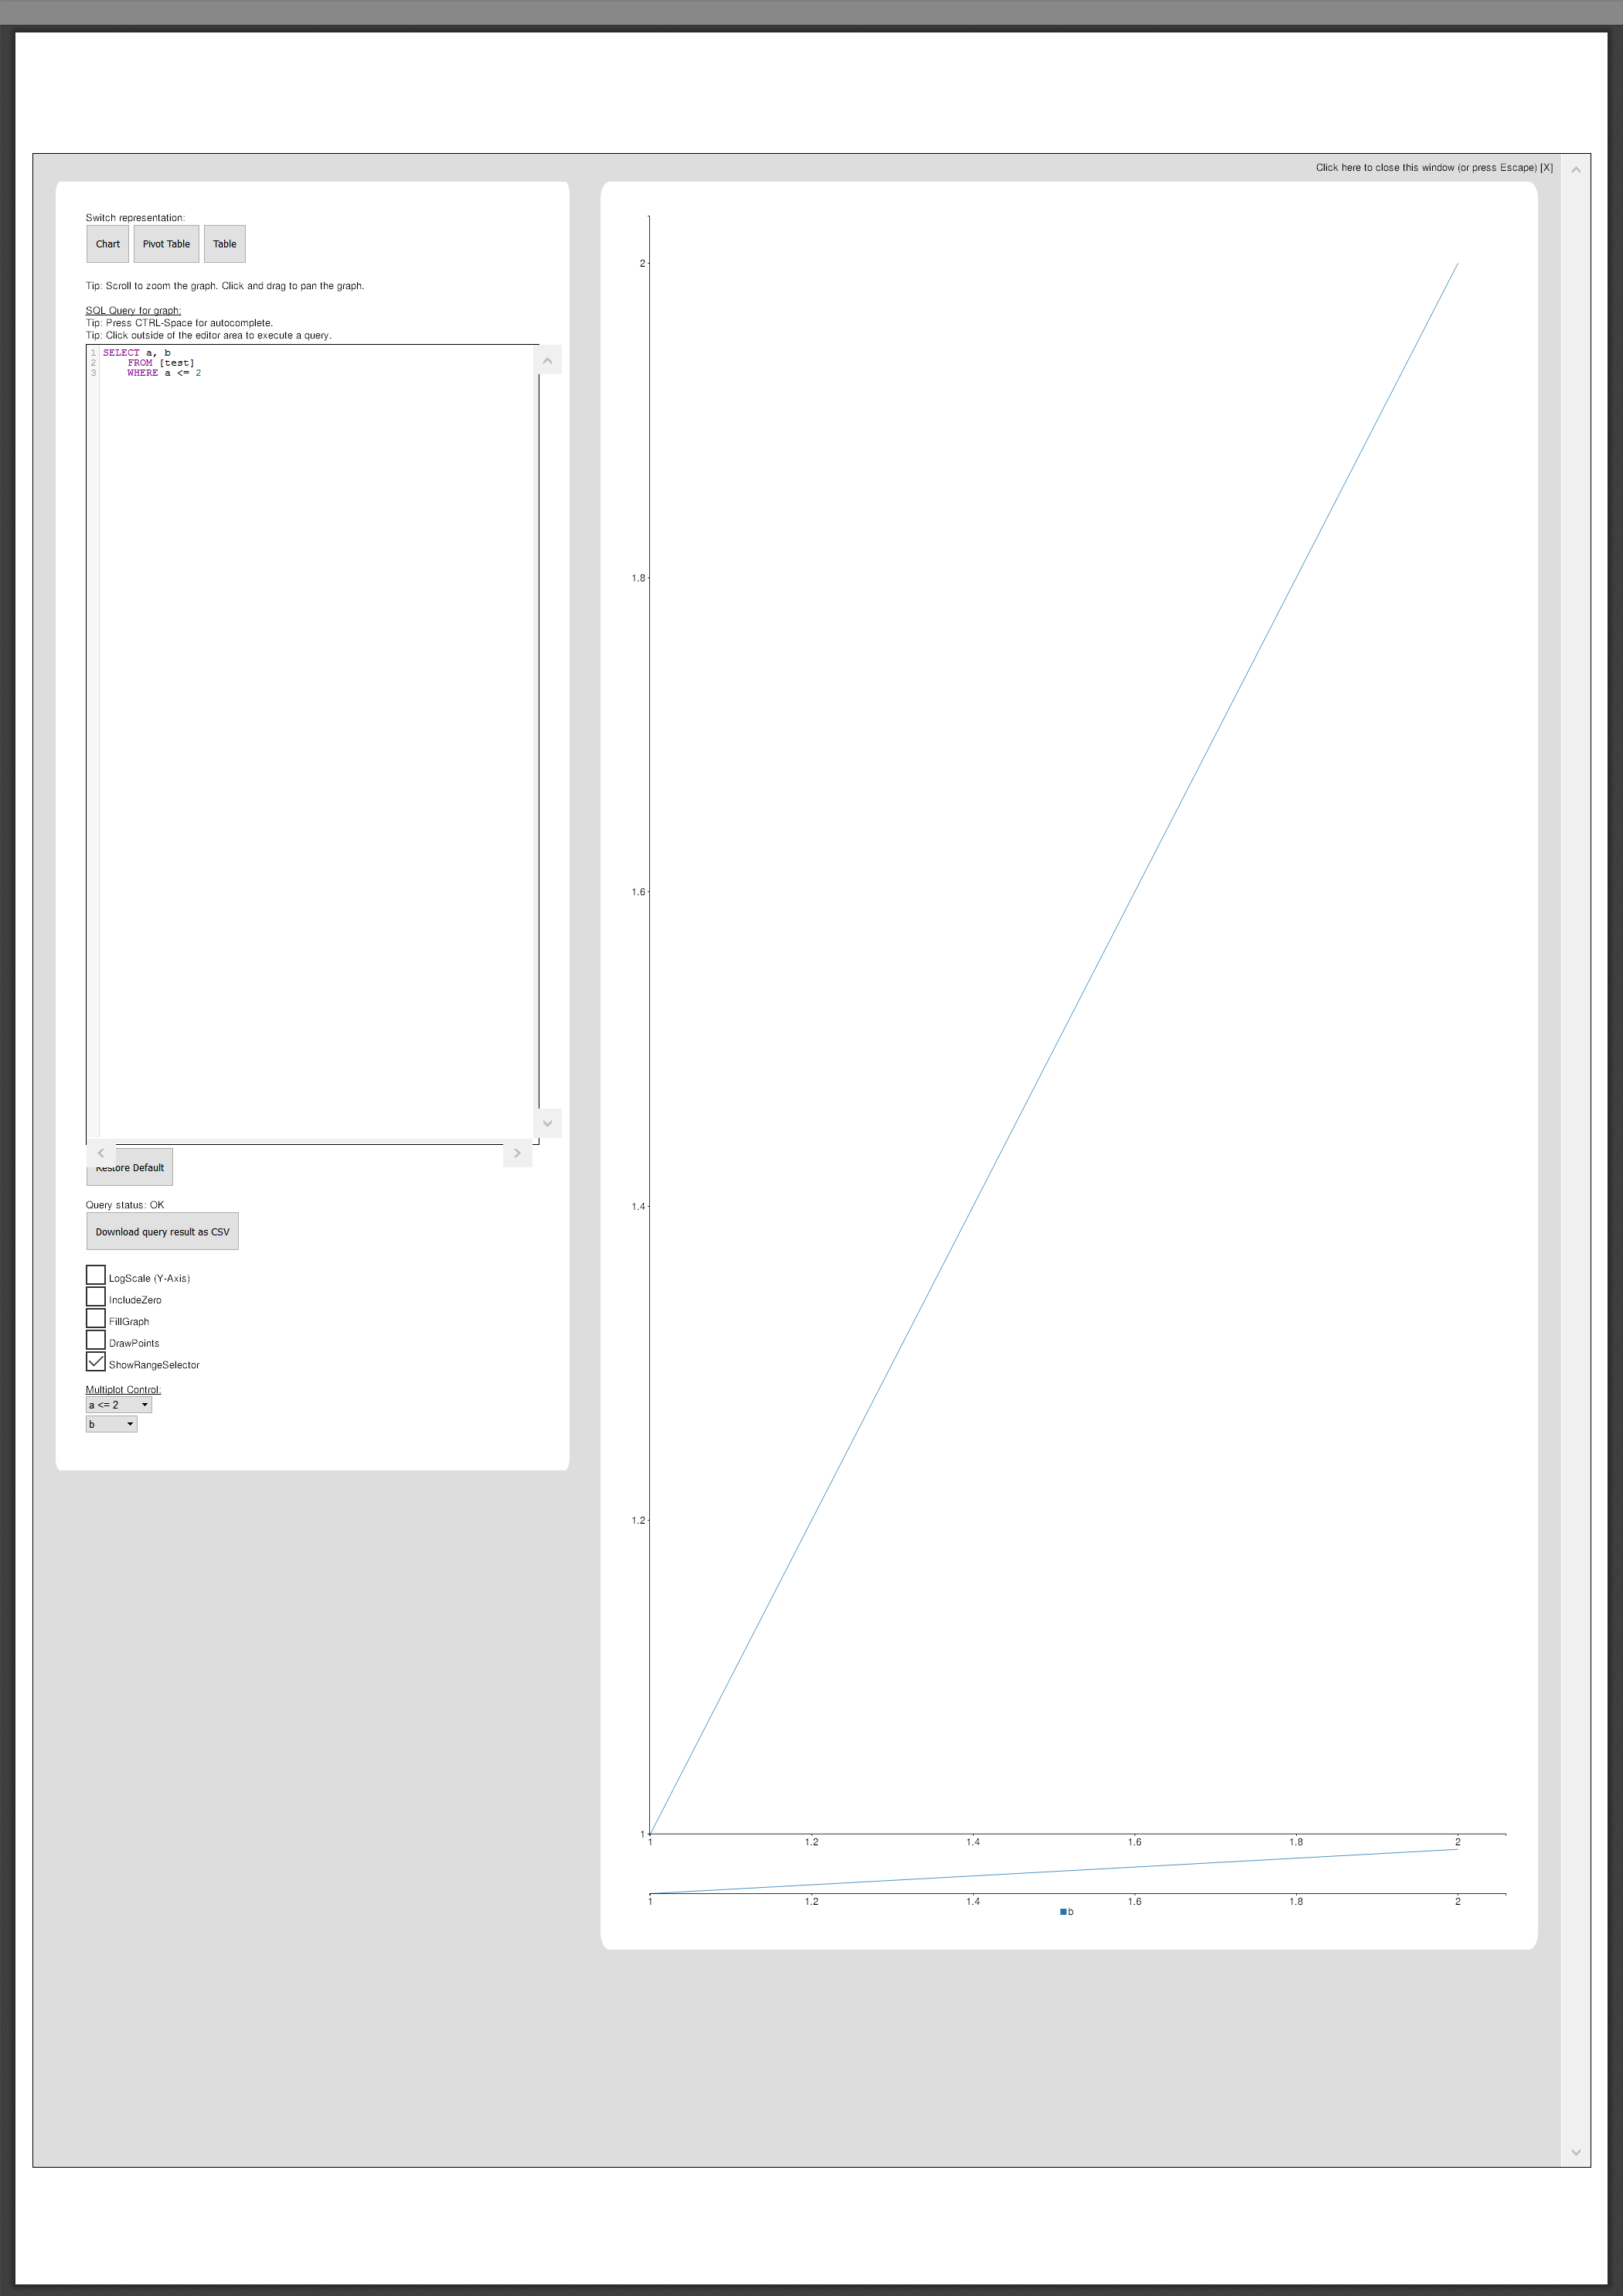 Click here to close this window (or press Escape) [X]
Switch representation:
Chart Pivot Table Table
Tip: Scroll to zoom the graph. Click and drag to pan the graph.
SQL Query for graph:
Tip: Press CTRL-Space for autocomplete.
Tip: Click outside of the editor area to execute a query.
1 SELECT a, b
2 FROM [test]
3 WHERE a <= 2
Restore Default
Query status: OK
Download query result as CSV
LogScale (Y-Axis)
IncludeZero
FillGraph
DrawPoints
ShowRangeSelector
Multiplot Control:
a <= 2
b
2
1.8
1.6
1.4
1.2
1
1 1.2 1.4 1.6 1.8 2
1 1.2 1.4 1.6 1.8 2
b